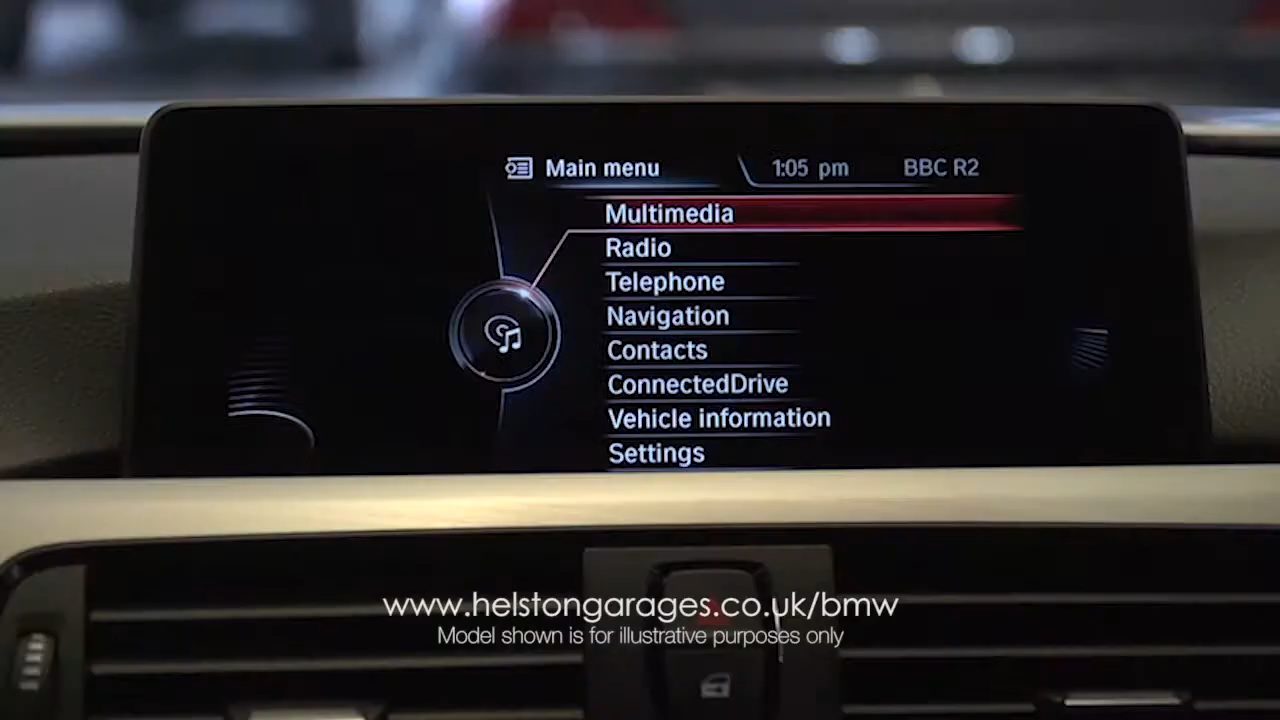 Main menu 1:05 pm BBC R2
Multimedia
Radio
Telephone
Navigation
Contacts
ConnectedDrive
Vehicle information
Settings
www.helstongarages.co.uk/bmw
Model shown is for illustrative purposes only